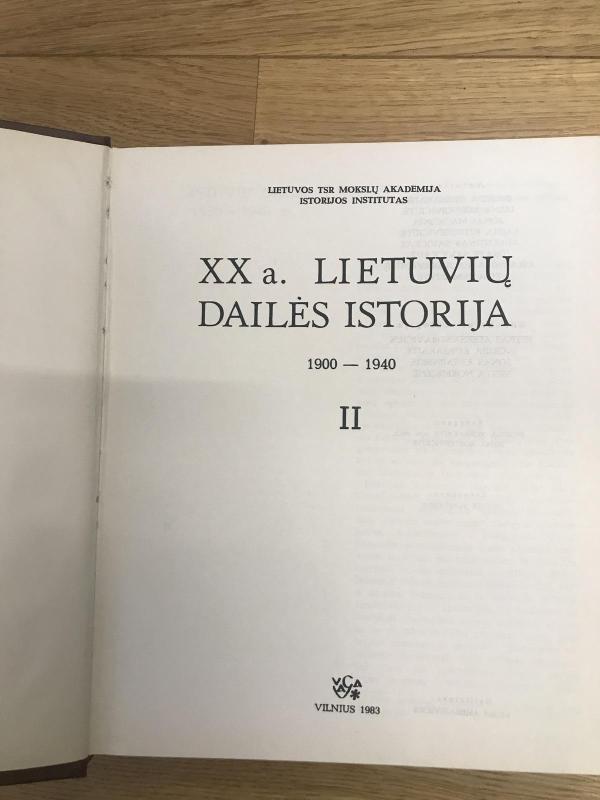 LIETUVOS TSR MOKSLŲ AKADEMIJA
ISTORIJOS INSTITUTAS
XX a. LIETUVIŲ
DAILĖS ISTORIJA
1900 — 1940
II
VILNIUS 1983